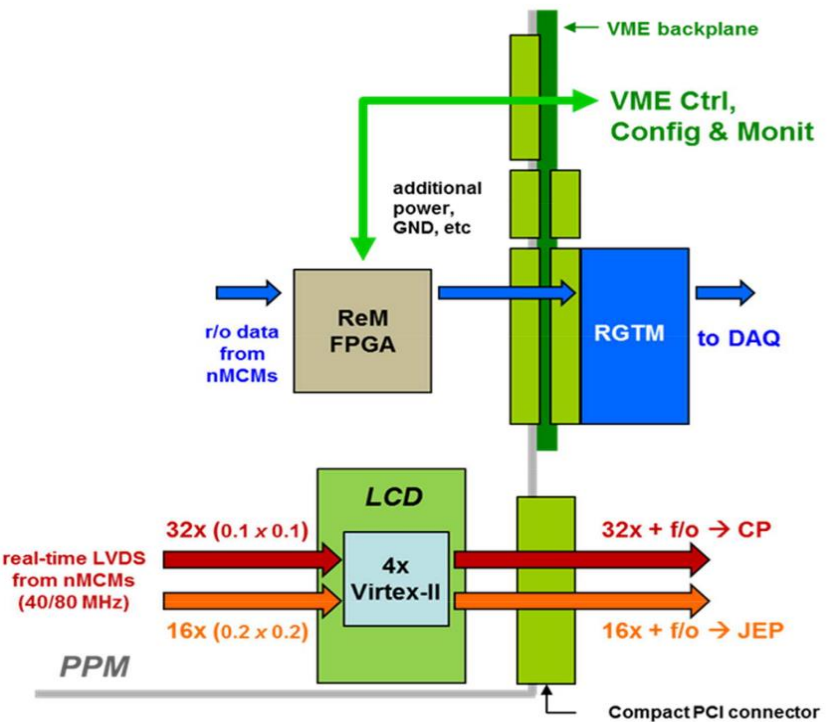 VME backplane
VME Ctrl,
Config & Monit
additional
power,
GND, etc
ReM
FPGA
RGTM
to DAQ
r/o data
from
nMCMs
LCD
32x (0.1 x 0.1)
32x + f/o → CP
real-time LVDS
from nMCMs
(40/80 MHz)
4x
Virtex-II
16x (0.2 x 0.2)
16x + f/o → JEP
PPM
Compact PCI connector